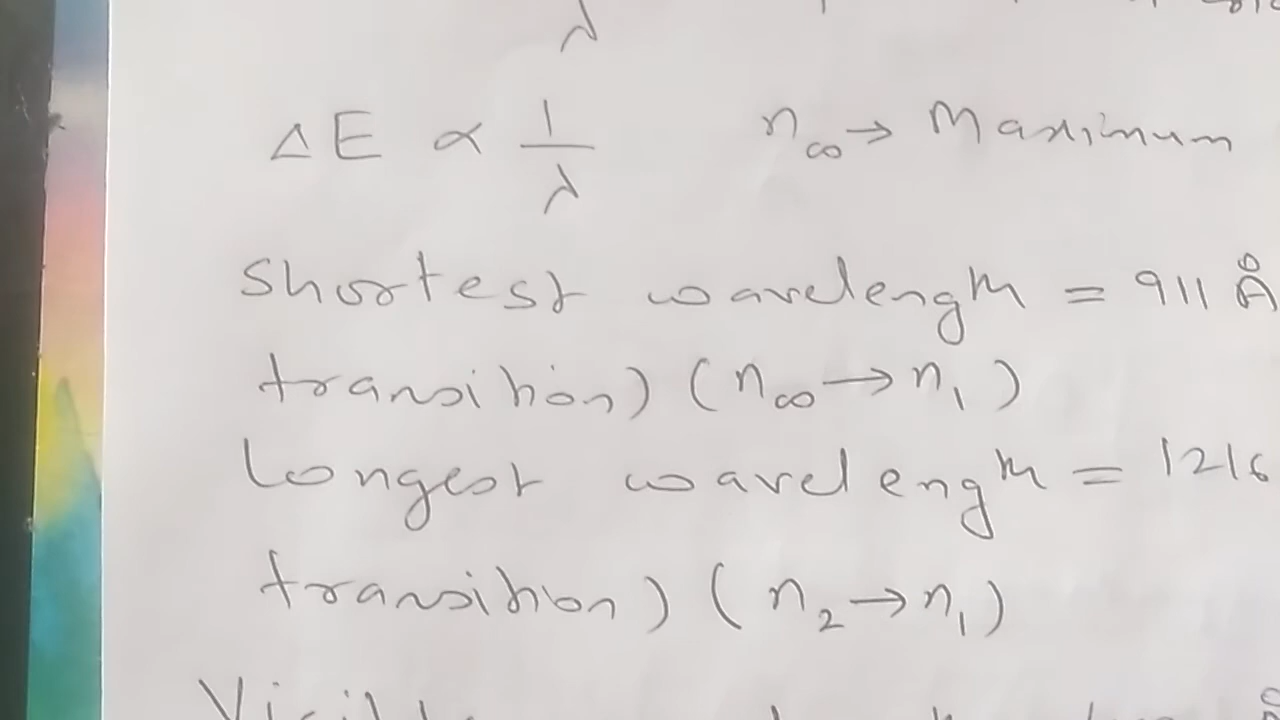 λ
ΔE ∝ 1/λ n∞ → Maximum
Shortest wavelength = 911 Å
transition) (n∞ → n₁)
Longest wavelength = 1216
transition) (n₂ → n₁)